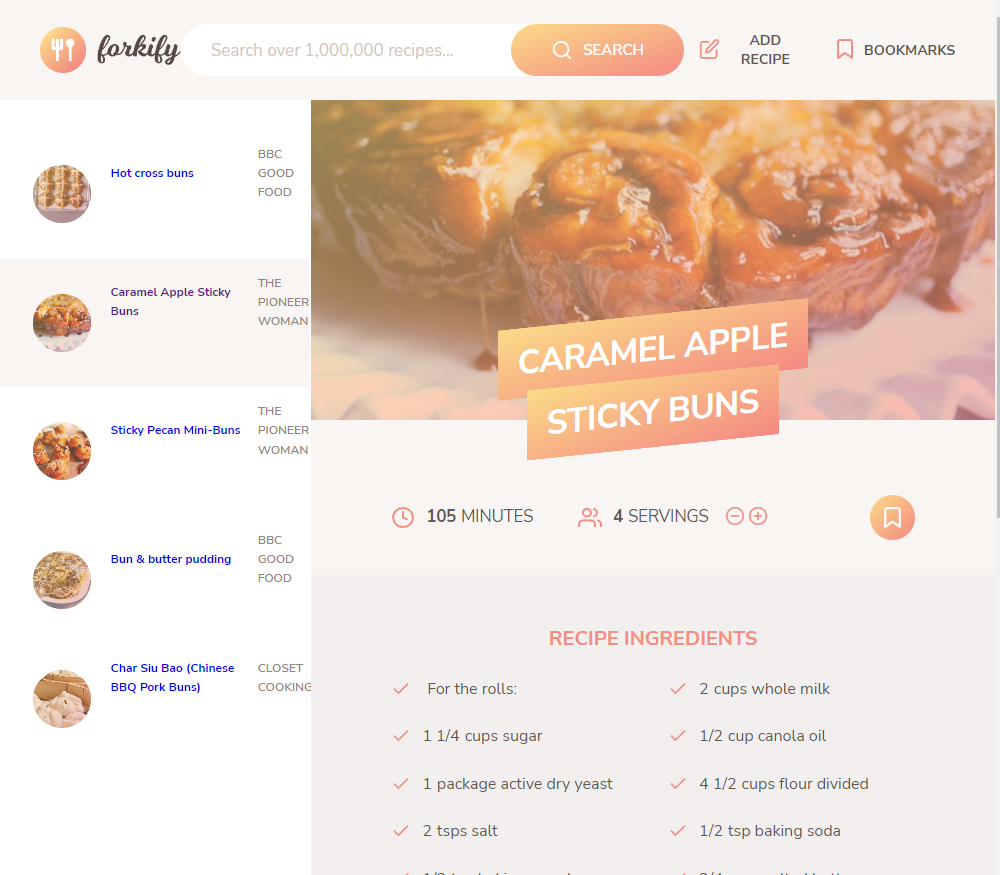 forkify
Search over 1,000,000 recipes...
SEARCH
ADD
RECIPE
BOOKMARKS
Hot cross buns
BBC
GOOD
FOOD
Caramel Apple Sticky
Buns
THE
PIONEER
WOMAN
Sticky Pecan Mini-Buns
THE
PIONEER
WOMAN
Bun & butter pudding
BBC
GOOD
FOOD
Char Siu Bao (Chinese
BBQ Pork Buns)
CLOSET
COOKING
CARAMEL APPLE
STICKY BUNS
105 MINUTES
4 SERVINGS
RECIPE INGREDIENTS
For the rolls:
2 cups whole milk
1 1/4 cups sugar
1/2 cup canola oil
1 package active dry yeast
4 1/2 cups flour divided
2 tsps salt
1/2 tsp baking soda